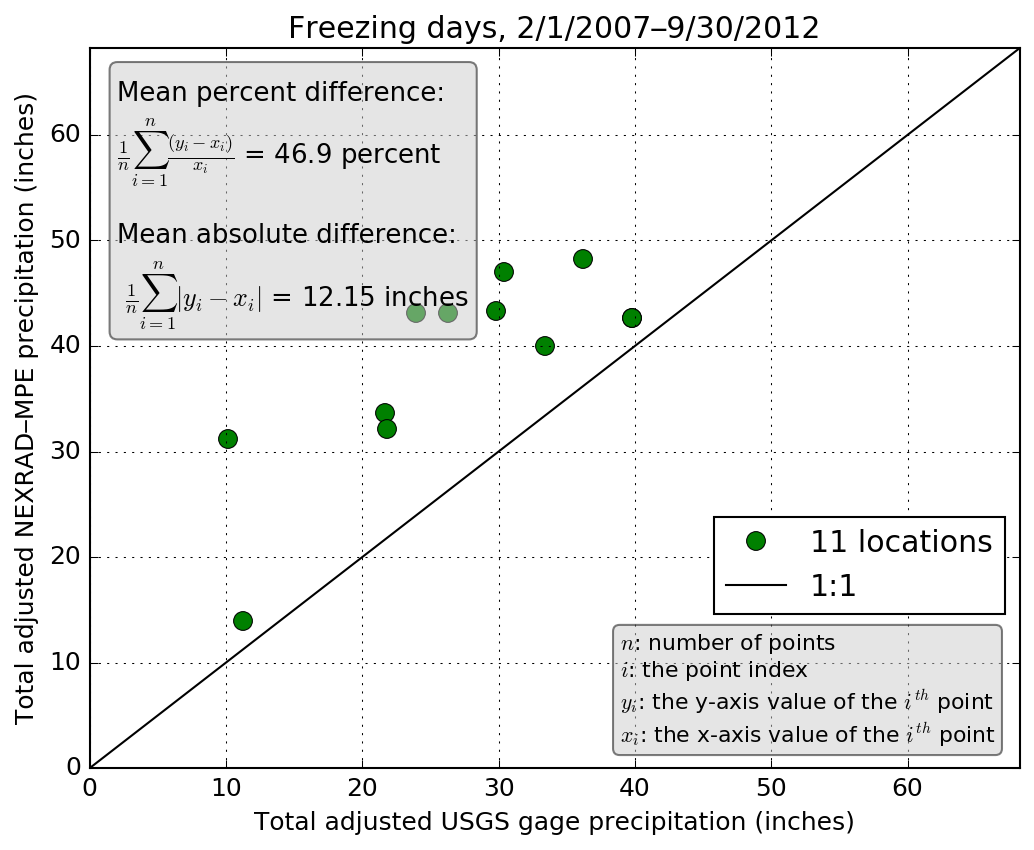 Freezing days, 2/1/2007–9/30/2012
Mean percent difference:
1/n ∑ i=1 n (y_i − x_i)/x_i = 46.9 percent
Mean absolute difference:
1/n ∑ i=1 n |y_i − x_i| = 12.15 inches
Total adjusted NEXRAD–MPE precipitation (inches)
60
50
40
30
20
10
0
11 locations
1:1
n: number of points
i: the point index
y_i: the y-axis value of the i^th point
x_i: the x-axis value of the i^th point
0 10 20 30 40 50 60
Total adjusted USGS gage precipitation (inches)